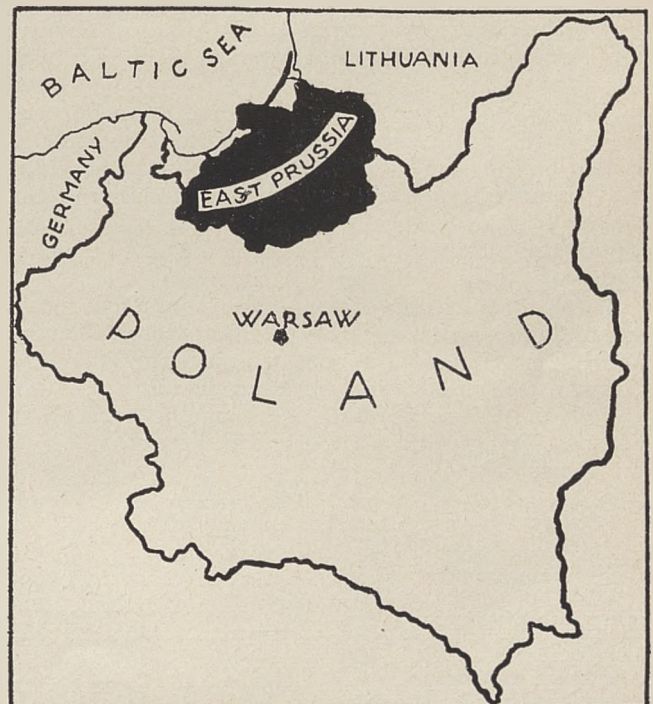 BALTIC SEA
LITHUANIA
GERMANY
EAST PRUSSIA
WARSAW
POLAND